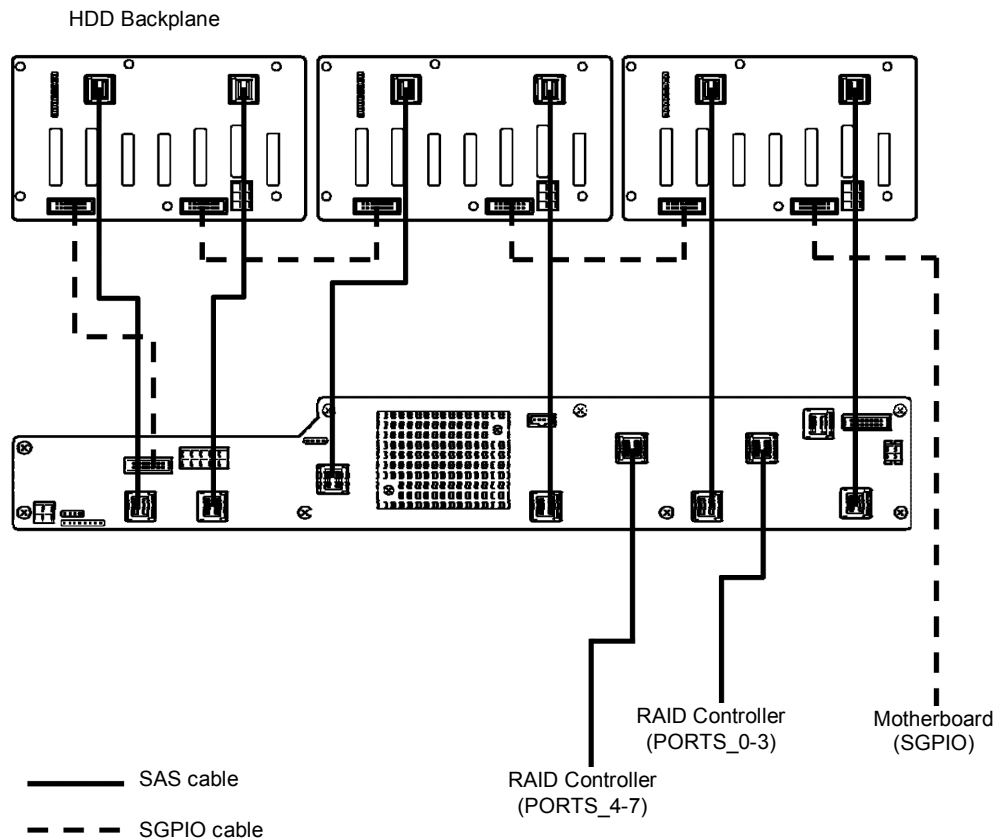 HDD Backplane
RAID Controller
(PORTS_0-3)
Motherboard
(SGPIO)
RAID Controller
(PORTS_4-7)
SAS cable
SGPIO cable